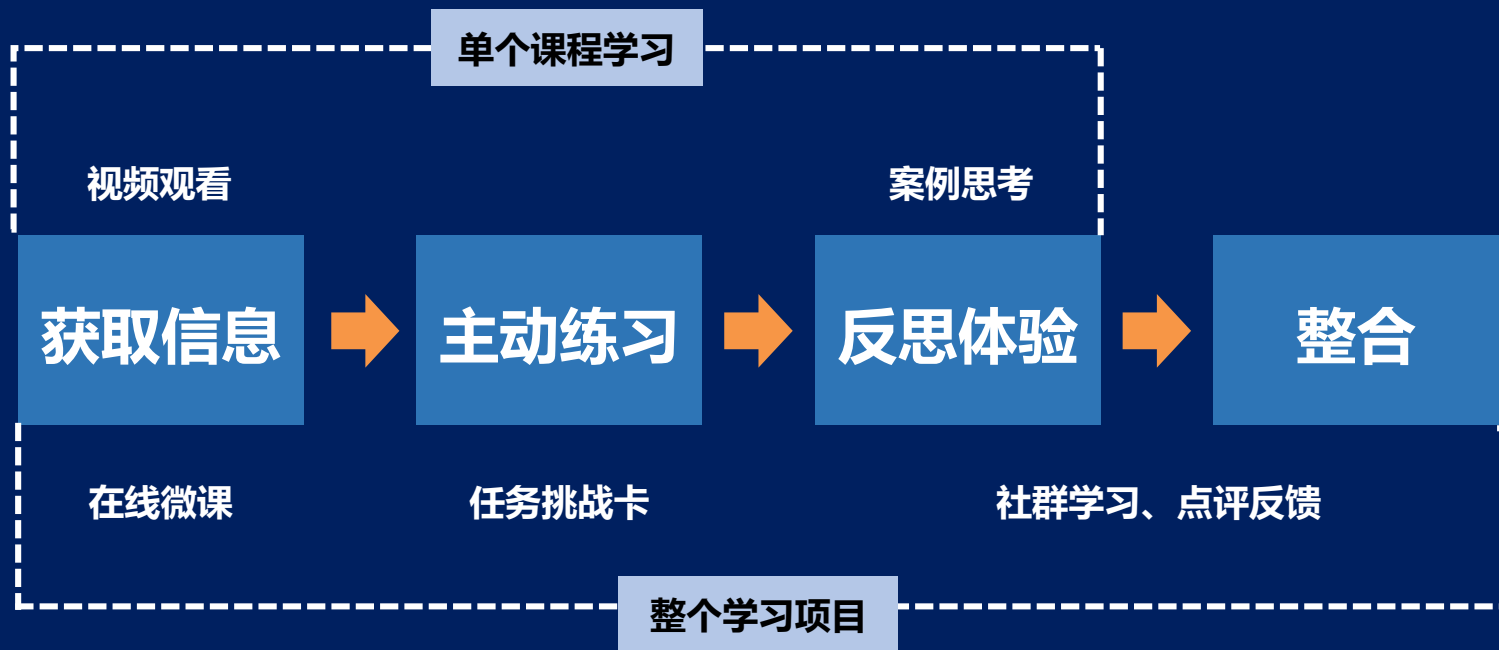 单个课程学习
视频观看
案例思考
获取信息
主动练习
反思体验
整合
在线微课
任务挑战卡
社群学习、点评反馈
整个学习项目